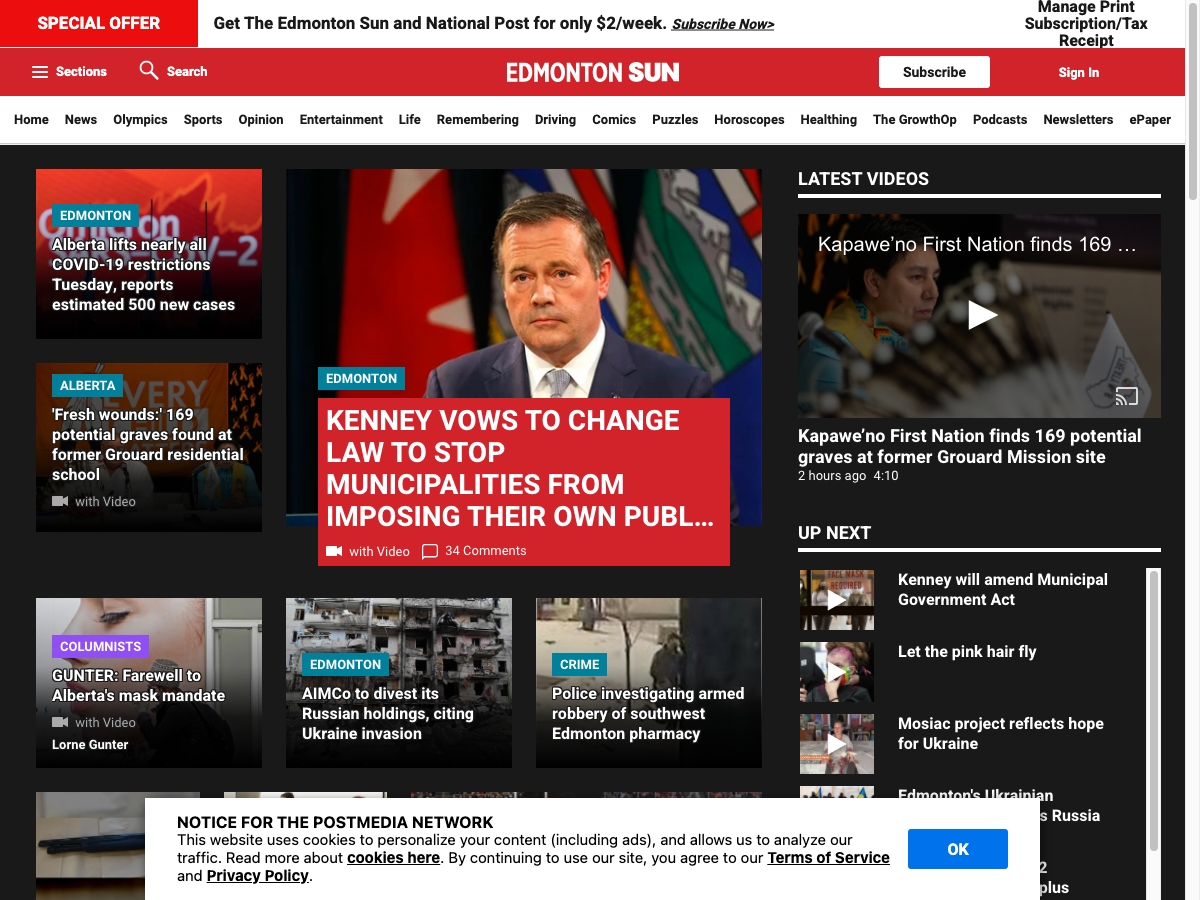 SPECIAL OFFER
Get The Edmonton Sun and National Post for only $2/week. Subscribe Now>
Manage Print
Subscription/Tax
Receipt
Sections
Search
EDMONTON SUN
Subscribe
Sign In
Home News Olympics Sports Opinion Entertainment Life Remembering Driving Comics Puzzles Horoscopes Healthing The GrowthOp Podcasts Newsletters ePaper
Omicron
EDMONTON
Alberta lifts nearly all
COVID-19 restrictions
Tuesday, reports
estimated 500 new cases
EVERY
ALBERTA
'Fresh wounds:' 169
potential graves found at
former Grouard residential
school
with Video
EDMONTON
KENNEY VOWS TO CHANGE
LAW TO STOP
MUNICIPALITIES FROM
IMPOSING THEIR OWN PUBL...
with Video 34 Comments
LATEST VIDEOS
Kapawe’no First Nation finds 169 …
Kapawe’no First Nation finds 169 potential
graves at former Grouard Mission site
2 hours ago 4:10
UP NEXT
FACE MASK
REQUIRED
Kenney will amend Municipal
Government Act
Let the pink hair fly
Mosiac project reflects hope
for Ukraine
Edmonton's Ukrainian
s Russia
2
plus
COLUMNISTS
GUNTER: Farewell to
Alberta's mask mandate
with Video
Lorne Gunter
EDMONTON
AIMCo to divest its
Russian holdings, citing
Ukraine invasion
CRIME
Police investigating armed
robbery of southwest
Edmonton pharmacy
NOTICE FOR THE POSTMEDIA NETWORK
This website uses cookies to personalize your content (including ads), and allows us to analyze our
traffic. Read more about cookies here. By continuing to use our site, you agree to our Terms of Service
and Privacy Policy.
OK